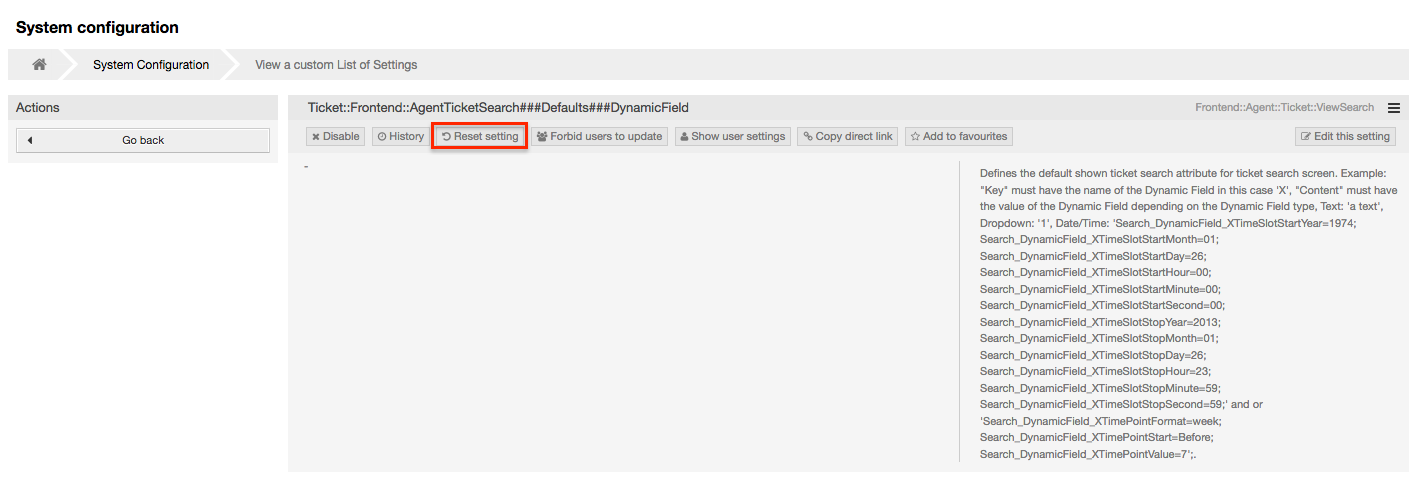 System configuration
System Configuration
View a custom List of Settings
Actions
Go back
Ticket::Frontend::AgentTicketSearch###Defaults###DynamicField
Frontend::Agent::Ticket::ViewSearch
Disable
History
Reset setting
Forbid users to update
Show user settings
Copy direct link
Add to favourites
Edit this setting
-
Defines the default shown ticket search attribute for ticket search screen. Example:
"Key" must have the name of the Dynamic Field in this case 'X', "Content" must have
the value of the Dynamic Field depending on the Dynamic Field type, Text: 'a text',
Dropdown: '1', Date/Time: 'Search_DynamicField_XTimeSlotStartYear=1974;
Search_DynamicField_XTimeSlotStartMonth=01;
Search_DynamicField_XTimeSlotStartDay=26;
Search_DynamicField_XTimeSlotStartHour=00;
Search_DynamicField_XTimeSlotStartMinute=00;
Search_DynamicField_XTimeSlotStartSecond=00;
Search_DynamicField_XTimeSlotStopYear=2013;
Search_DynamicField_XTimeSlotStopMonth=01;
Search_DynamicField_XTimeSlotStopDay=26;
Search_DynamicField_XTimeSlotStopHour=23;
Search_DynamicField_XTimeSlotStopMinute=59;
Search_DynamicField_XTimeSlotStopSecond=59;' and or
'Search_DynamicField_XTimePointFormat=week;
Search_DynamicField_XTimePointStart=Before;
Search_DynamicField_XTimePointValue=7';.